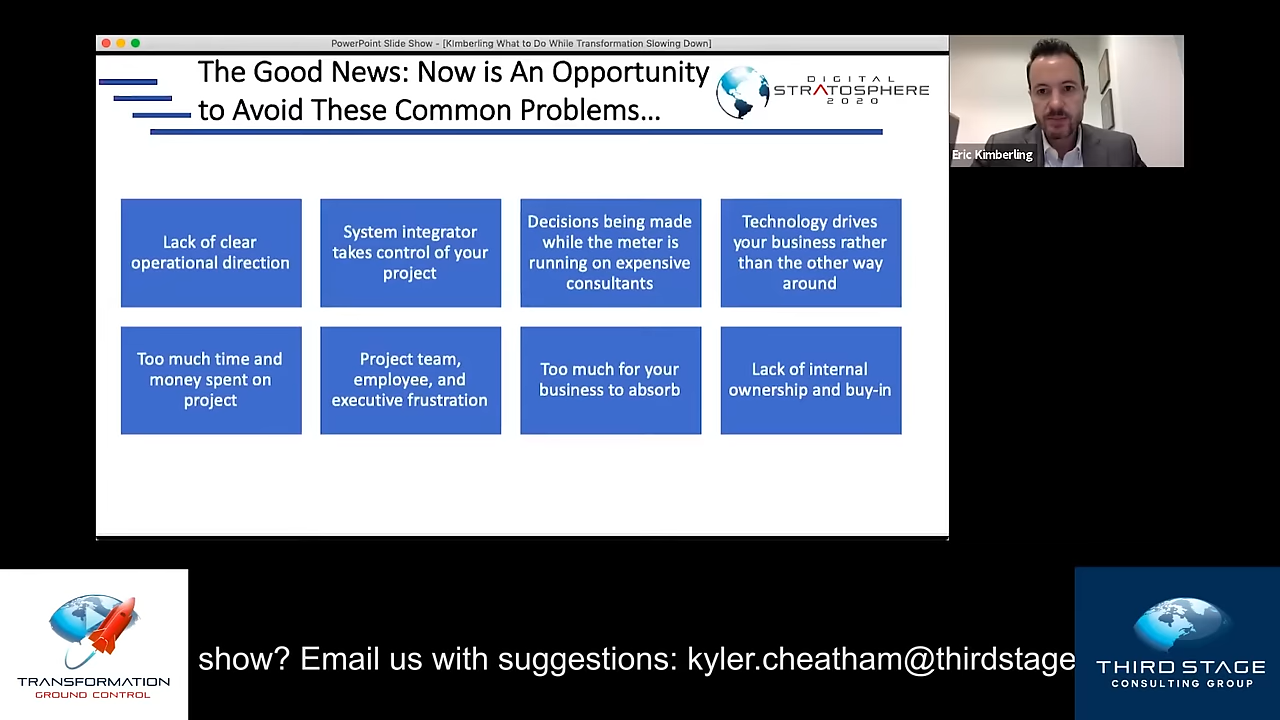 PowerPoint Slide Show - [KImberling What to Do While Transformation Slowing Down]
The Good News: Now is An Opportunity
to Avoid These Common Problems...
DIGITAL
STRATOSPHERE
2020
Eric Kimberling
Lack of clear
operational direction
System integrator
takes control of your
project
Decisions being made
while the meter is
running on expensive
consultants
Technology drives
your business rather
than the other way
around
Too much time and
money spent on
project
Project team,
employee, and
executive frustration
Too much for your
business to absorb
Lack of internal
ownership and buy-in
TRANSFORMATION
GROUND CONTROL
show? Email us with suggestions: kyler.cheatham@thirdstage
THIRD STAGE
CONSULTING GROUP